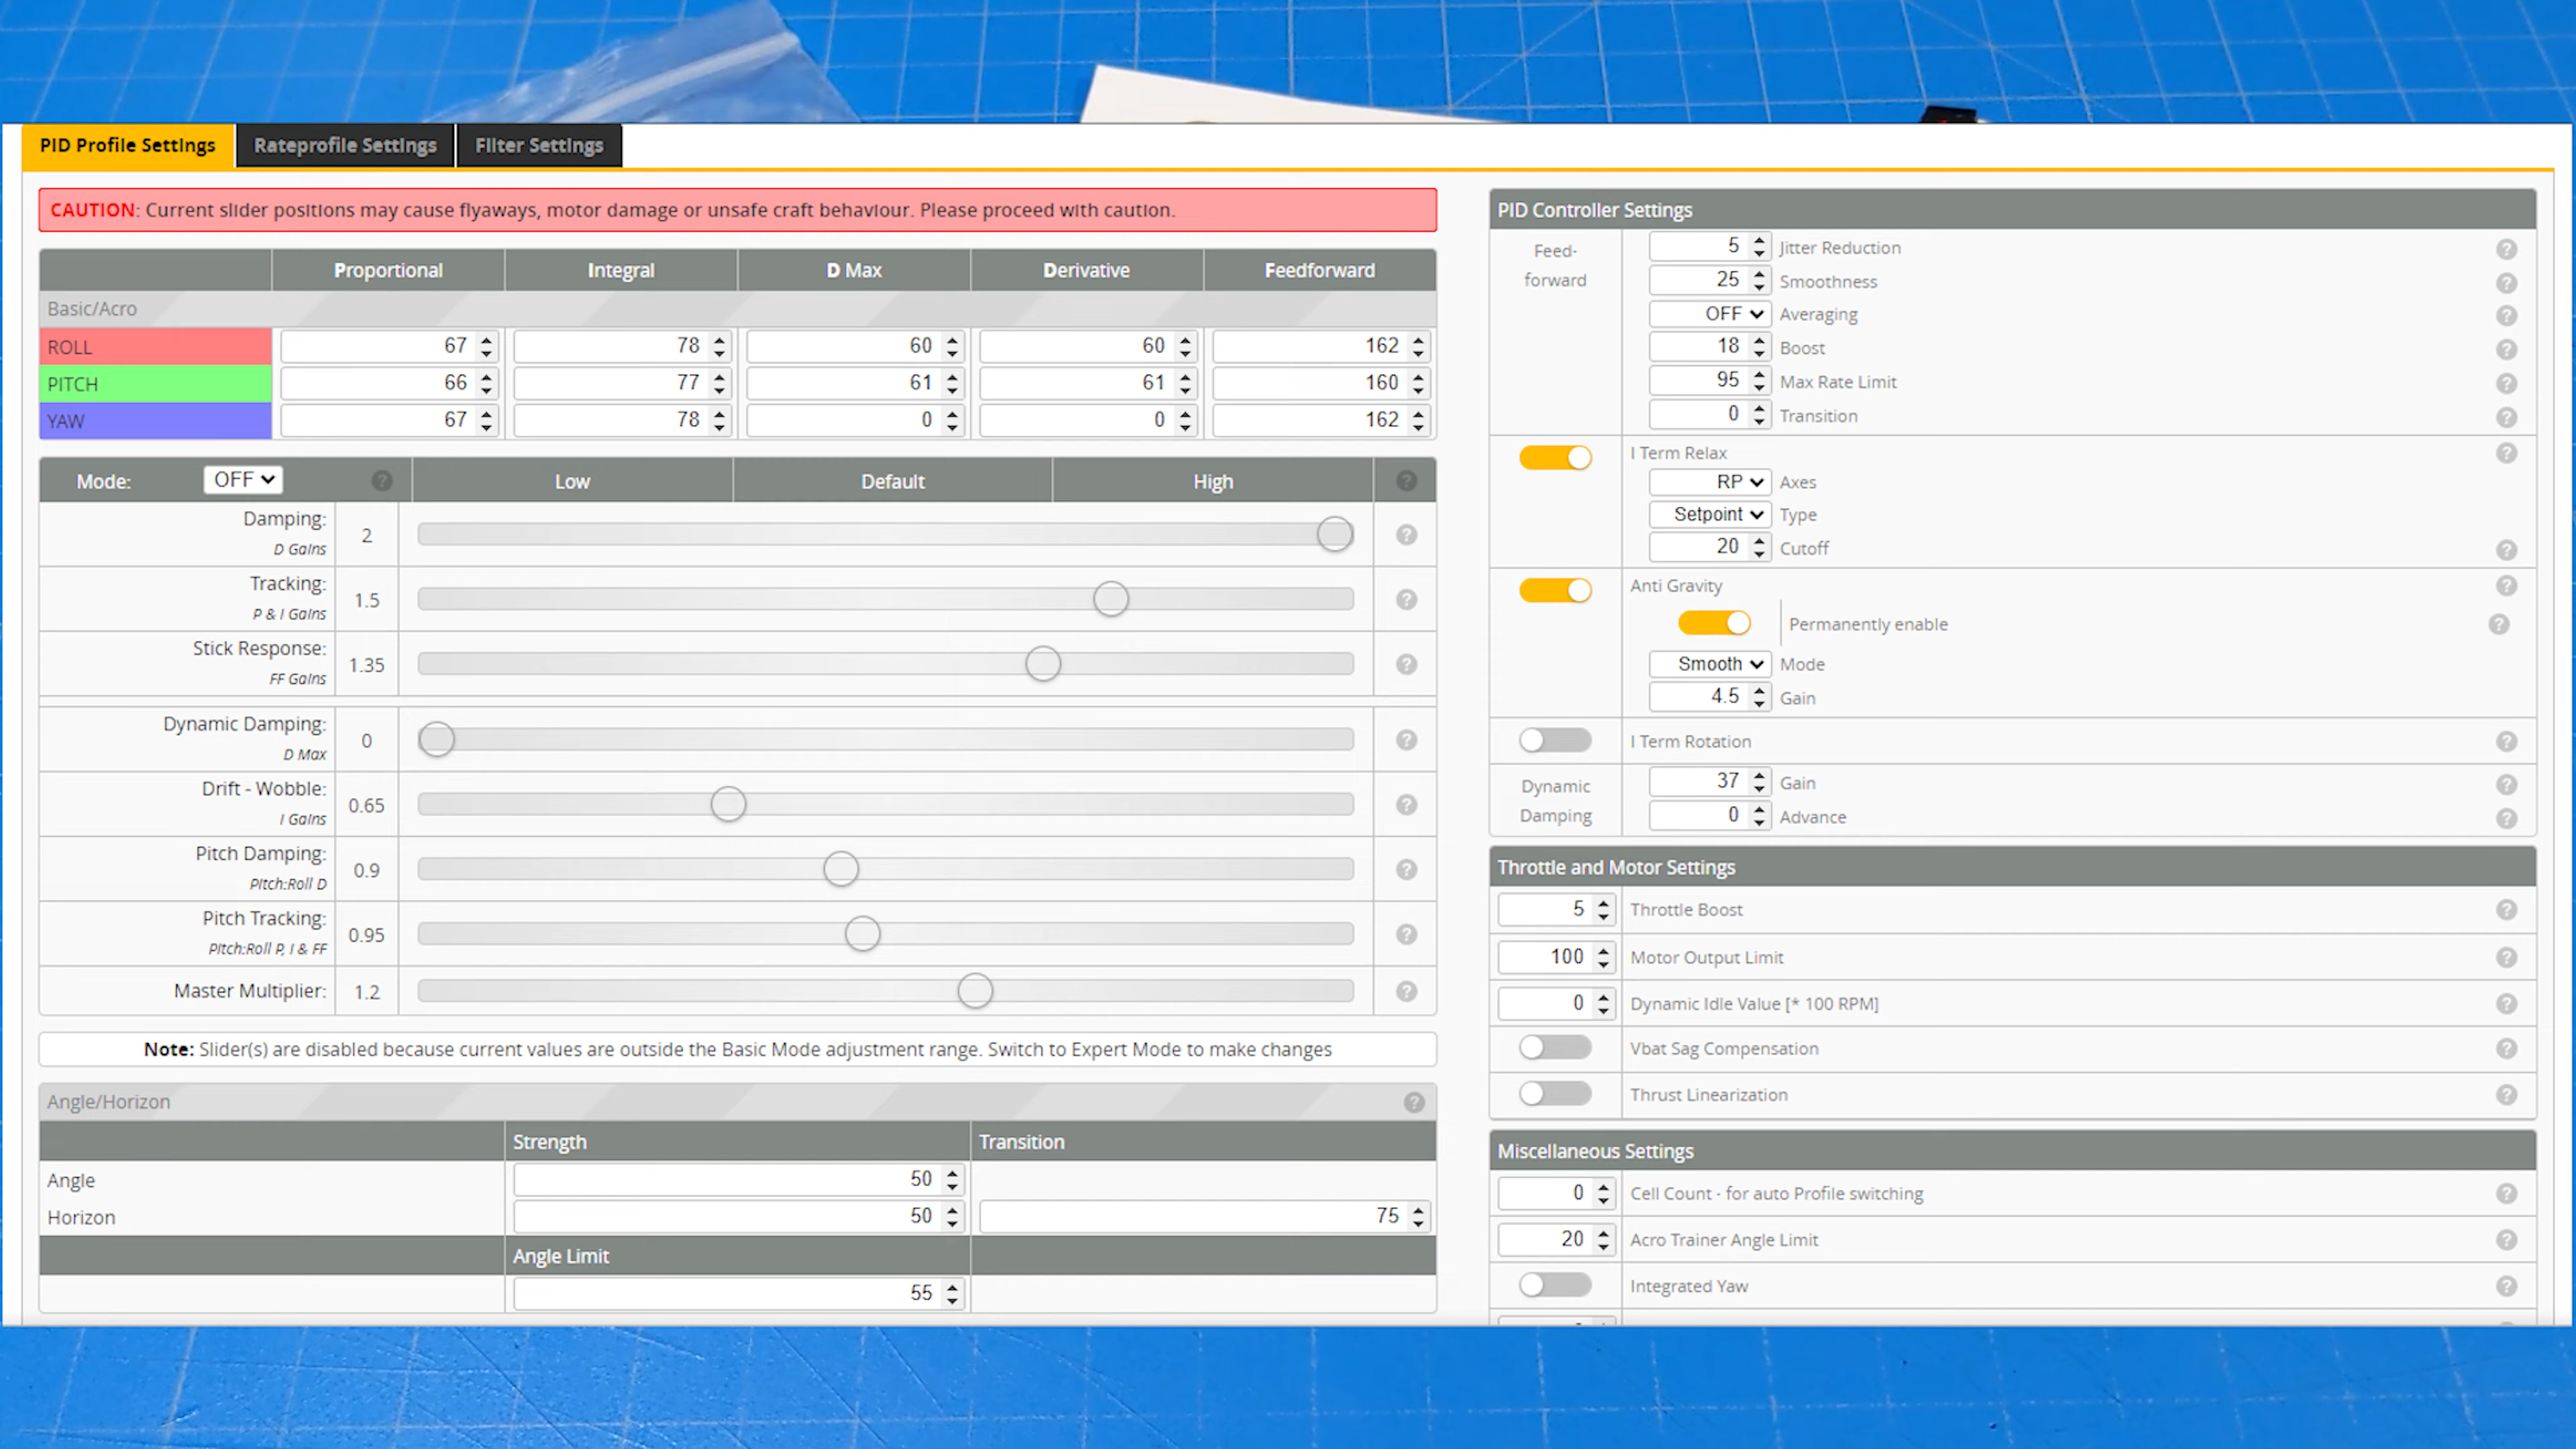 PID Profile Settings
Rateprofile Settings
Filter Settings
CAUTION: Current slider positions may cause flyaways, motor damage or unsafe craft behaviour. Please proceed with caution.
Proportional Integral D Max Derivative Feedforward
Basic/Acro
ROLL 67 78 60 60 162
PITCH 66 77 61 61 160
YAW 67 78 0 0 162
Mode: OFF Low Default High
Damping: 2
D Gains
Tracking: 1.5
P & I Gains
Stick Response: 1.35
FF Gains
Dynamic Damping: 0
D Max
Drift - Wobble: 0.65
I Gains
Pitch Damping: 0.9
Pitch:Roll D
Pitch Tracking: 0.95
Pitch:Roll P, I & FF
Master Multiplier: 1.2
Note: Slider(s) are disabled because current values are outside the Basic Mode adjustment range. Switch to Expert Mode to make changes
Angle/Horizon
Strength Transition
Angle 50
Horizon 50 75
Angle Limit
55
PID Controller Settings
Feed-
forward
5 Jitter Reduction
25 Smoothness
OFF Averaging
18 Boost
95 Max Rate Limit
0 Transition
I Term Relax
RP Axes
Setpoint Type
20 Cutoff
Anti Gravity
Permanently enable
Smooth Mode
4.5 Gain
I Term Rotation
Dynamic
Damping
37 Gain
0 Advance
Throttle and Motor Settings
5 Throttle Boost
100 Motor Output Limit
0 Dynamic Idle Value [* 100 RPM]
Vbat Sag Compensation
Thrust Linearization
Miscellaneous Settings
0 Cell Count - for auto Profile switching
20 Acro Trainer Angle Limit
Integrated Yaw